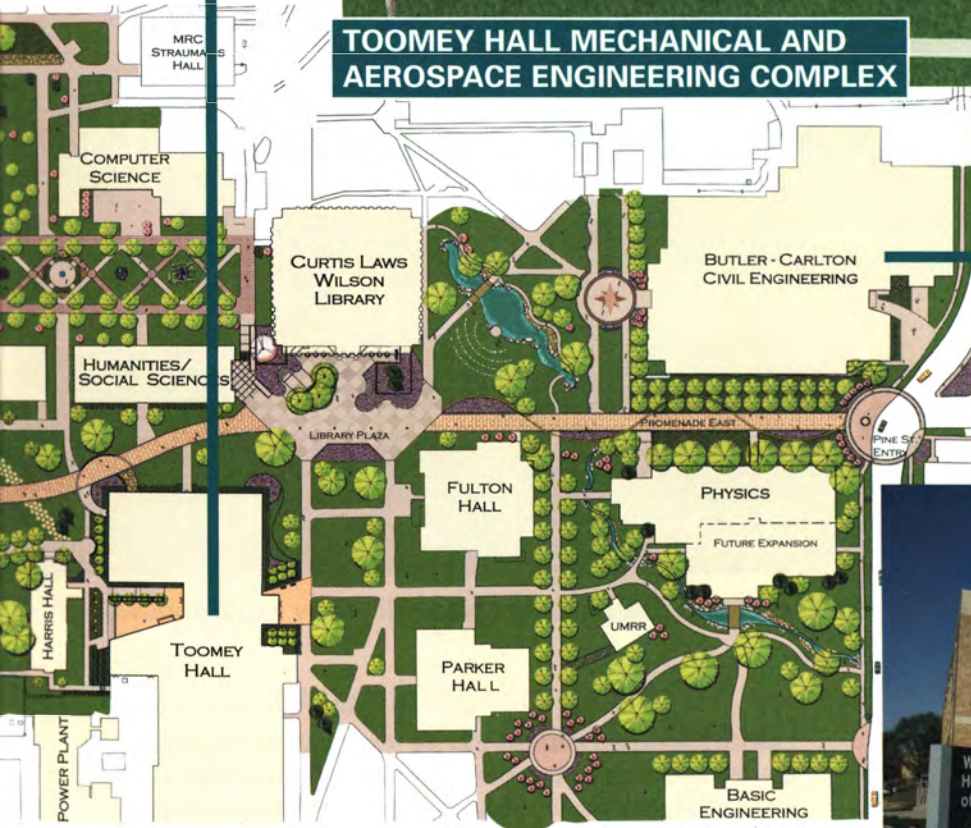 TOOMEY HALL MECHANICAL AND
AEROSPACE ENGINEERING COMPLEX
MRC
STRAUMANIS
HALL
COMPUTER
SCIENCE
CURTIS LAWS
WILSON
LIBRARY
BUTLER - CARLTON
CIVIL ENGINEERING
HUMANITIES/
SOCIAL SCIENCES
LIBRARY PLAZA
PROMENADE EAST
PINE ST.
ENTRY
FULTON
HALL
PHYSICS
FUTURE EXPANSION
HARRIS HALL
UMRR
TOOMEY
HALL
PARKER
HALL
POWER PLANT
BASIC
ENGINEERING